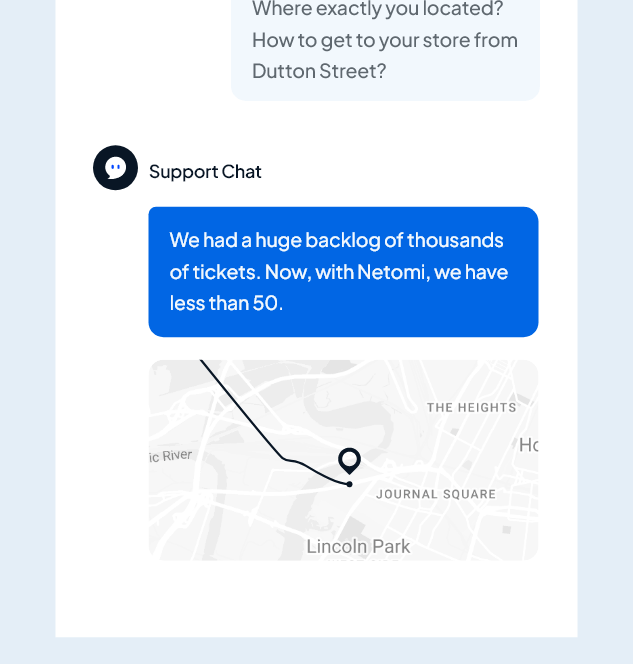 Where exactly you located?
How to get to your store from
Dutton Street?
Support Chat
We had a huge backlog of thousands
of tickets. Now, with Netomi, we have
less than 50.
THE HEIGHTS
Ho
ic River
JOURNAL SQUARE
Lincoln Park